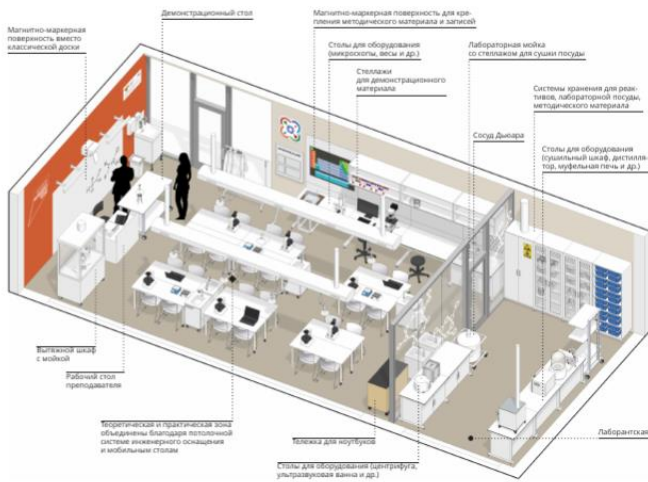 Демонстрационный стол
Магнитно-маркерная поверхность для кре-
пления методического материала и записей
Магнитно-маркерная
поверхность вместо
классической доски
Столы для оборудования
(микроскопы, весы и др.)
Лабораторная мойка
со стеллажом для сушки посуды
Стеллажи
для демонстрационного
материала
Системы хранения для реак-
тивов, лабораторной посуды,
методического материала
Сосуд Дьюара
Столы для оборудования
(сушильный шкаф, дистилля-
тор, муфельная печь и др.)
Вытяжной шкаф
с мойкой
Рабочий стол
преподавателя
Теоретическая и практическая зона
объединены благодаря потолочной
системе инженерного оснащения
и мобильным столам
Тележка для ноутбуков
Лаборантская
Столы для оборудования (центрифуга,
ультразвуковая ванна и др.)